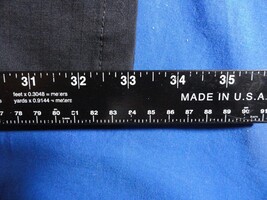 31 32 33 34 35
feet x 0.3048 = meters
yards x 0.9144 = meters
MADE IN U.S.A.
78 79 80 81 82 83 84 85 86 87 88 89 90 91